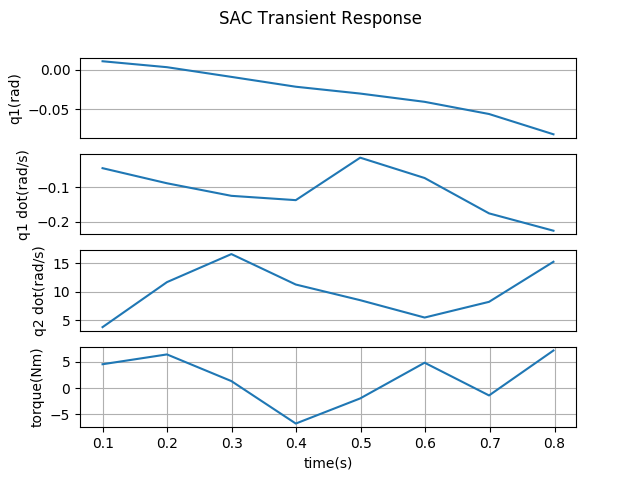 SAC Transient Response
q1(rad)
0.00
−0.05
q1 dot(rad/s)
−0.1
−0.2
q2 dot(rad/s)
15
10
5
torque(Nm)
5
0
−5
0.1 0.2 0.3 0.4 0.5 0.6 0.7 0.8
time(s)